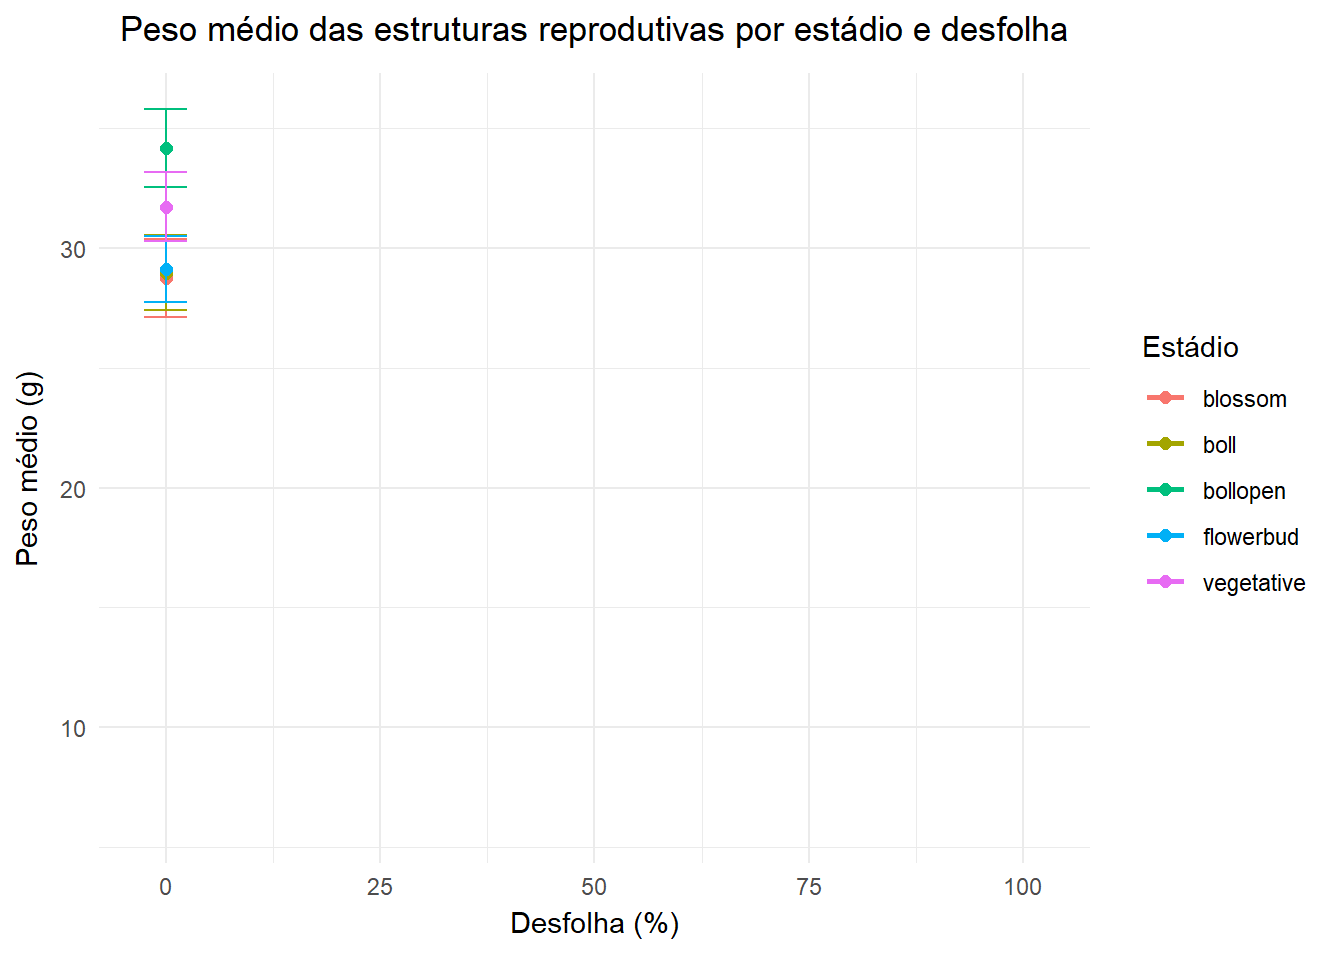 Peso médio das estruturas reprodutivas por estádio e desfolha
30
20
10
Peso médio (g)
0 25 50 75 100
Desfolha (%)
Estádio
blossom
boll
bollopen
flowerbud
vegetative